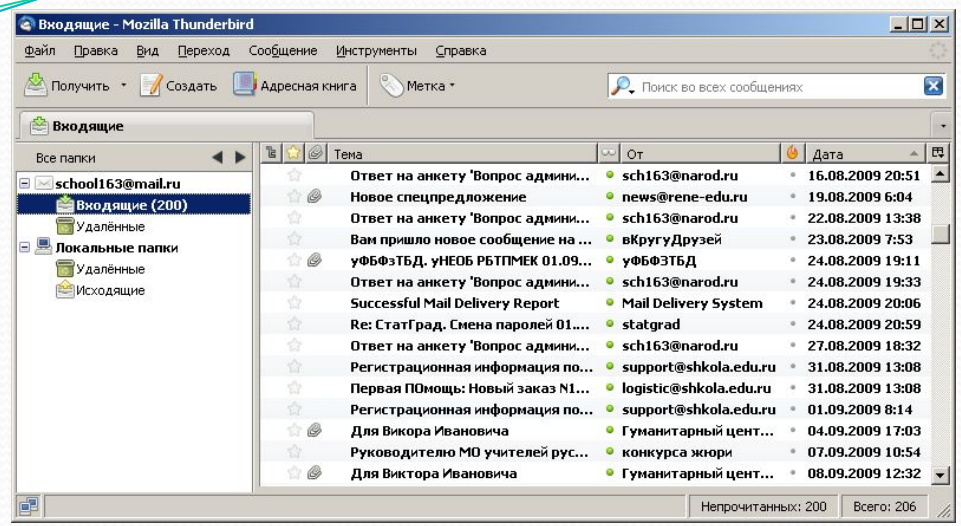 Входящие - Mozilla Thunderbird
Файл Правка Вид Переход Сообщение Инструменты Справка
Получить Создать Адресная книга Метка Поиск во всех сообщениях
Входящие
Все папки
school163@mail.ru
Входящие (200)
Удалённые
Локальные папки
Удалённые
Исходящие
Тема От Дата
Ответ на анкету 'Вопрос админи... sch163@narod.ru 16.08.2009 20:51
Новое спецпредложение news@rene-edu.ru 19.08.2009 6:04
Ответ на анкету 'Вопрос админи... sch163@narod.ru 22.08.2009 13:38
Вам пришло новое сообщение на ... вКругуДрузей 23.08.2009 7:53
уФБФзТБД. уНЕОБ РБТПМЕК 01.09... уФБФЗТБД 24.08.2009 19:11
Ответ на анкету 'Вопрос админи... sch163@narod.ru 24.08.2009 19:33
Successful Mail Delivery Report Mail Delivery System 24.08.2009 20:06
Re: СтатГрад. Смена паролей 01.... statgrad 24.08.2009 20:59
Ответ на анкету 'Вопрос админи... sch163@narod.ru 27.08.2009 18:32
Регистрационная информация по... support@shkola.edu.ru 31.08.2009 13:08
Первая ПОмощь: Новый заказ N1... logistic@shkola.edu.ru 31.08.2009 13:08
Регистрационная информация по... support@shkola.edu.ru 01.09.2009 8:14
Для Викора Ивановича Гуманитарный цент... 04.09.2009 17:03
Руководителю МО учителей рус... конкурса жюри 07.09.2009 10:54
Для Виктора Ивановича Гуманитарный цент... 08.09.2009 12:32
Непрочитанных: 200 Всего: 206